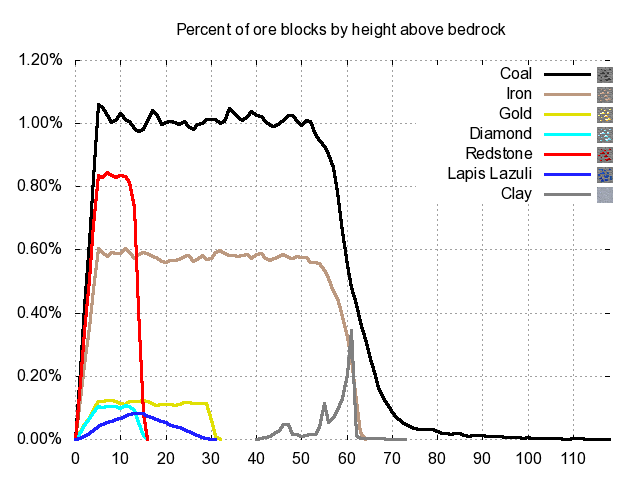 Percent of ore blocks by height above bedrock
1.20%
1.00%
0.80%
0.60%
0.40%
0.20%
0.00%
Coal
Iron
Gold
Diamond
Redstone
Lapis Lazuli
Clay
0 10 20 30 40 50 60 70 80 90 100 110